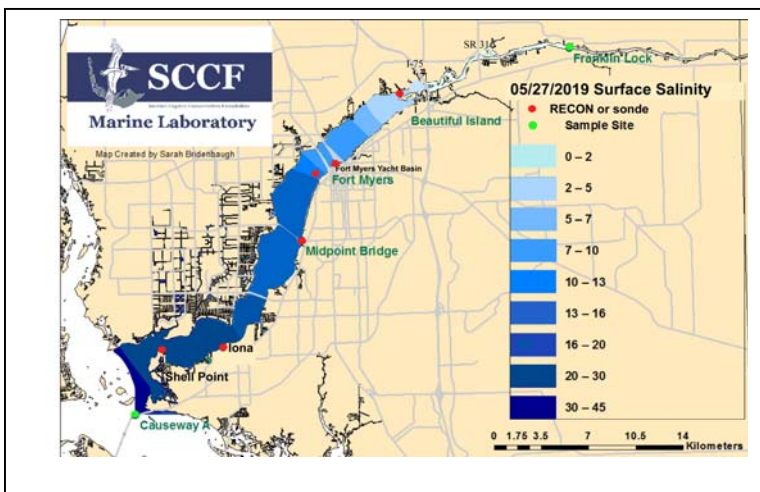 SCCF
Marine Laboratory
Map Created by Sarah Bridenbaugh
SR 31
I-75
Franklin Lock
05/27/2019 Surface Salinity
RECON or sonde
Sample Site
Beautiful Island
Fort Myers Yacht Basin
Fort Myers
Midpoint Bridge
Iona
Shell Point
Causeway A
0 – 2
2 – 5
5 – 7
7 – 10
10 – 13
13 – 16
16 – 20
20 – 30
30 – 45
0 1.75 3.5 7 10.5 14
Kilometers